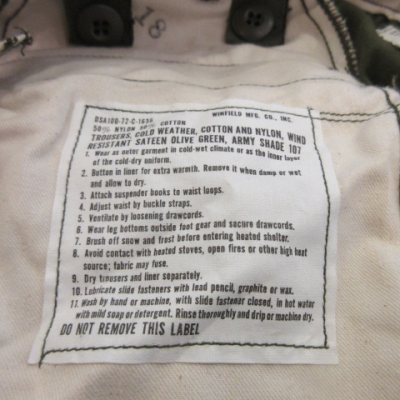 18
DSA100-72-C-1636 WINFIELD MFG. CO., INC.
50% NYLON 50% COTTON
TROUSERS, COLD WEATHER, COTTON AND NYLON, WIND
RESISTANT SATEEN OLIVE GREEN, ARMY SHADE 107
1. Wear as outer garment in cold-wet climate or as the inner layer
of the cold-dry uniform.
2. Button in liner for extra warmth. Remove it when damp or wet
and allow to dry.
3. Attach suspender hooks to waist loops.
4. Adjust waist by buckle straps.
5. Ventilate by loosening drawcords.
6. Wear leg bottoms outside foot gear and secure drawcords.
7. Brush off snow and frost before entering heated shelter.
8. Avoid contact with heated stoves, open fires or other high heat
source; fabric may fuse.
9. Dry trousers and liner separately.
10. Lubricate slide fasteners with lead pencil, graphite or wax.
11. Wash by hand or machine, with slide fastener closed, in hot water
with mild soap or detergent. Rinse thoroughly and drip or machine dry.
DO NOT REMOVE THIS LABEL